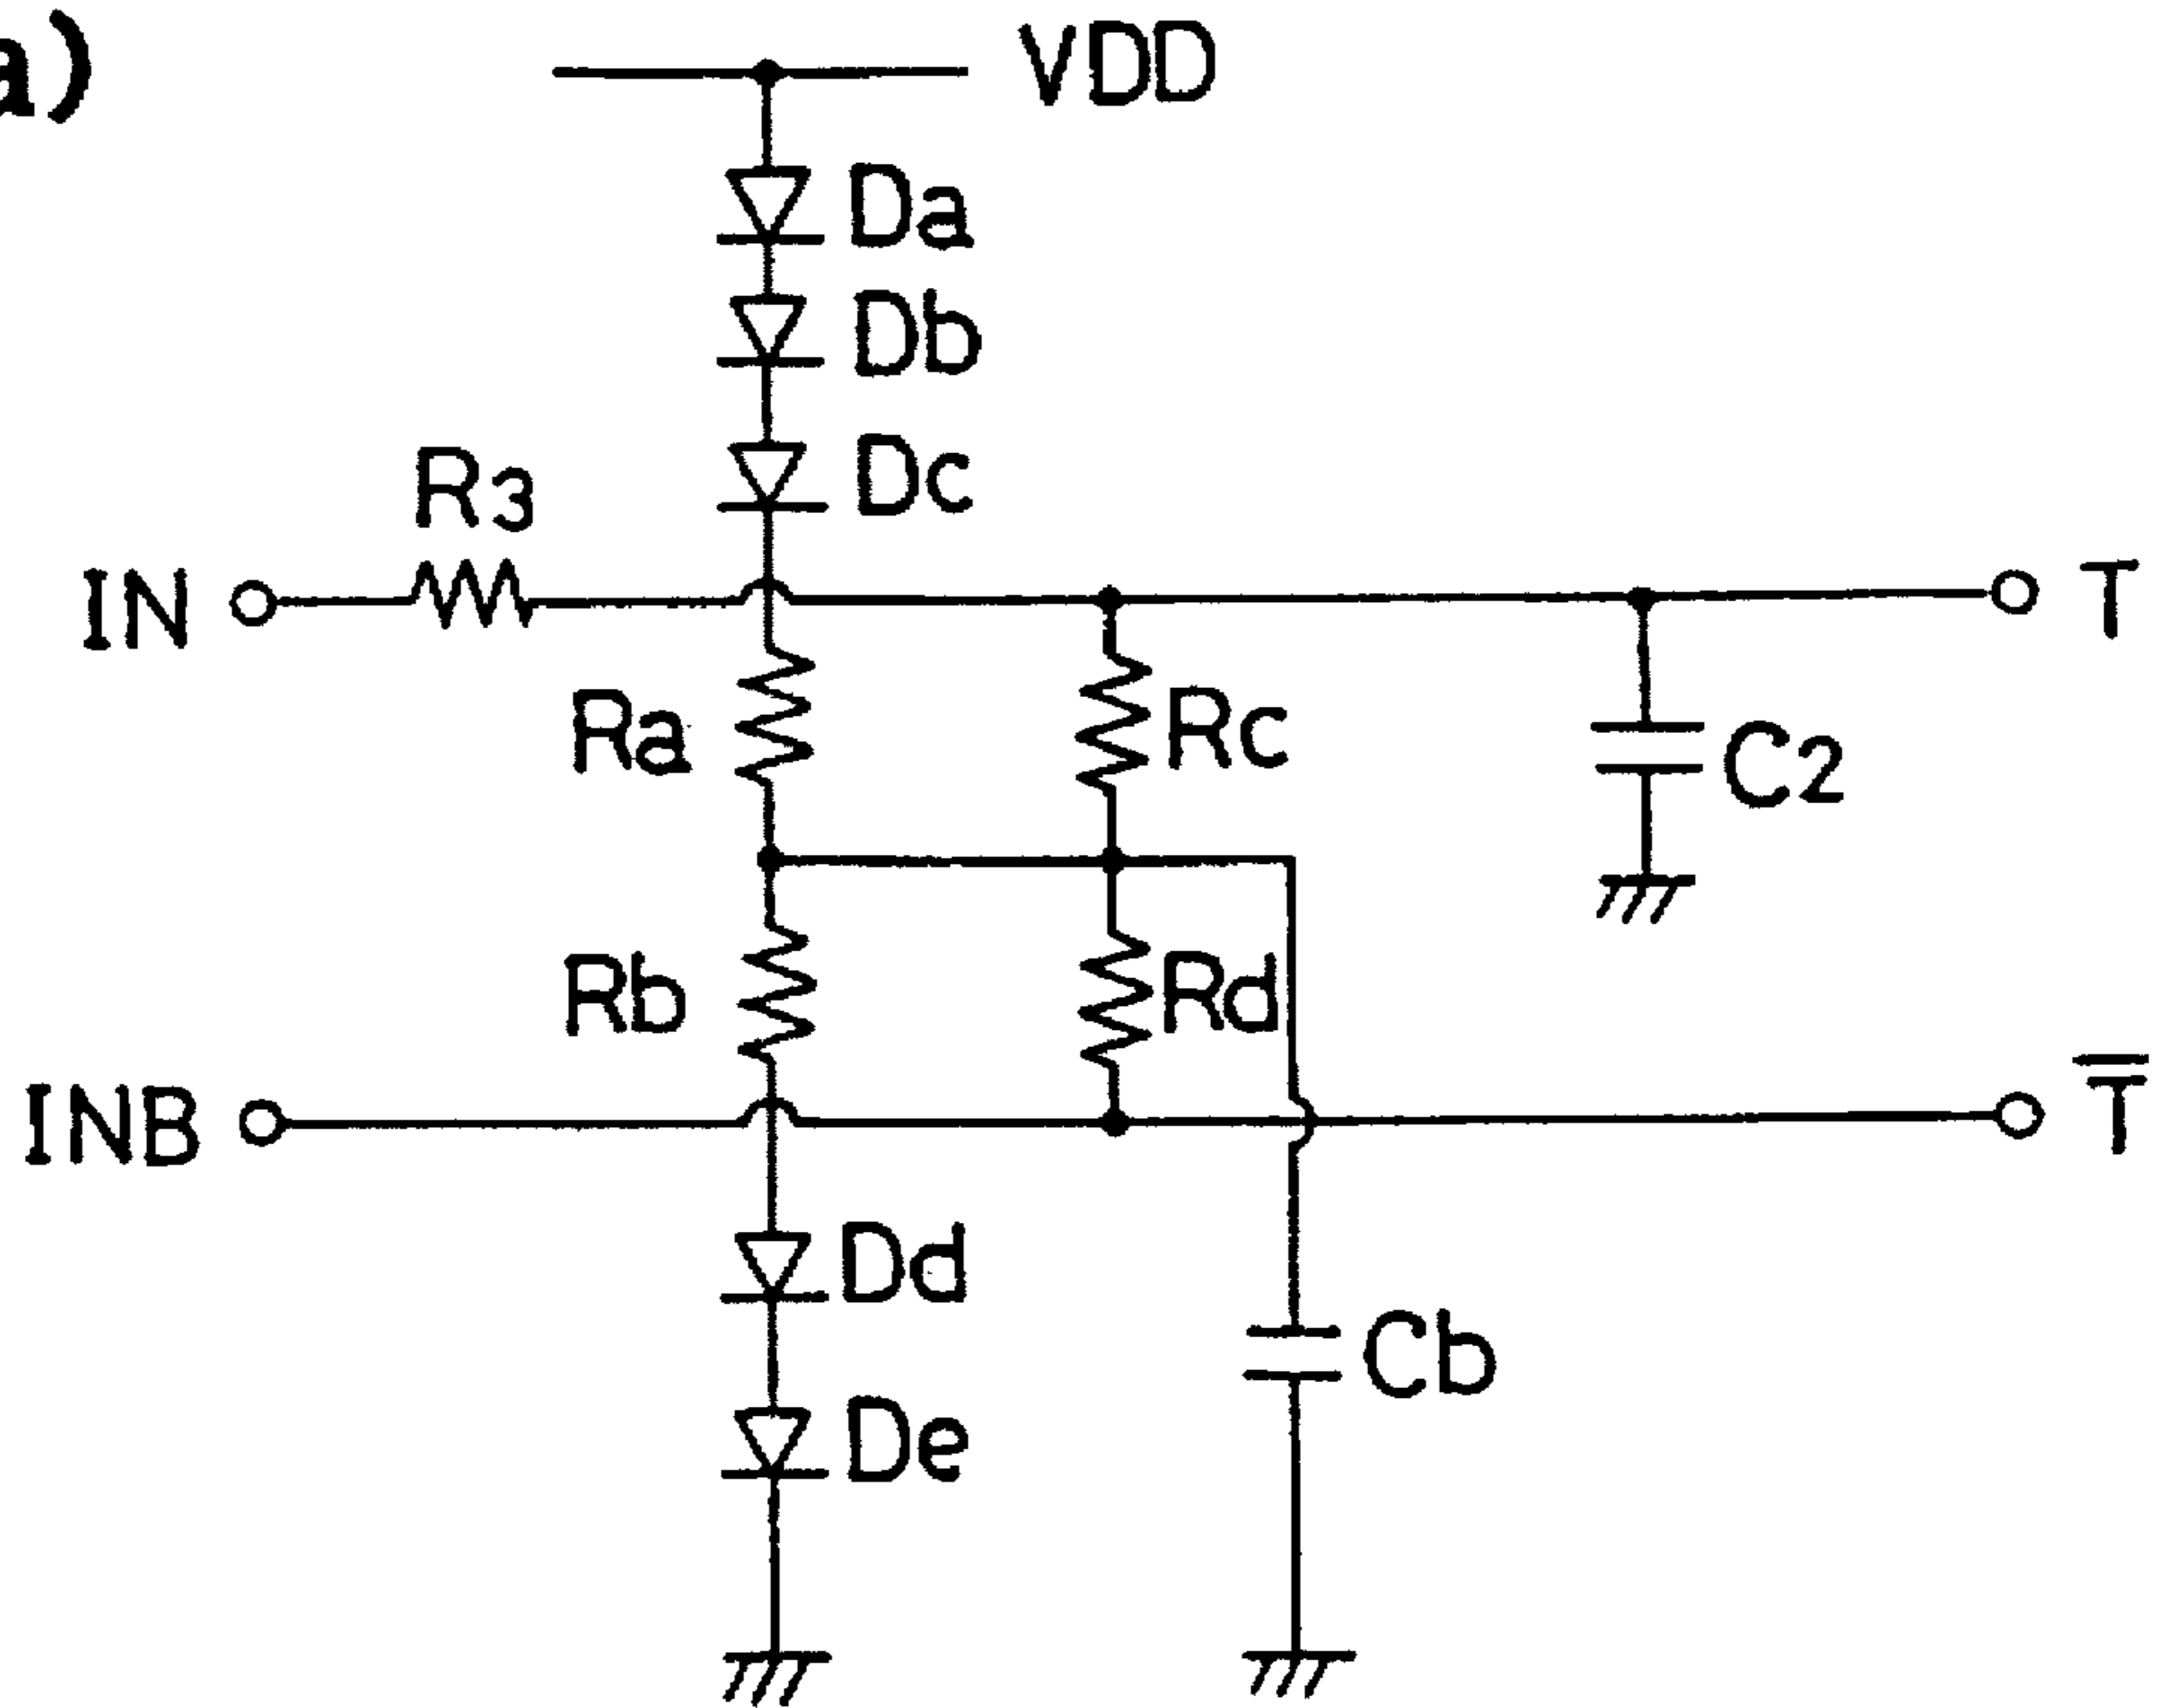 a)
VDD
Da
Db
Dc
R3
IN
T
Ra
Rc
C2
Rb
Rd
INB
T̅
Dd
Cb
De